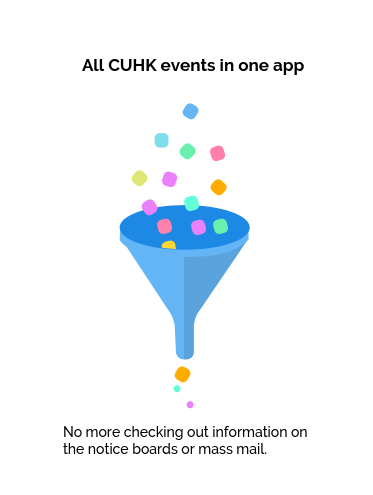 All CUHK events in one app
No more checking out information on
the notice boards or mass mail.